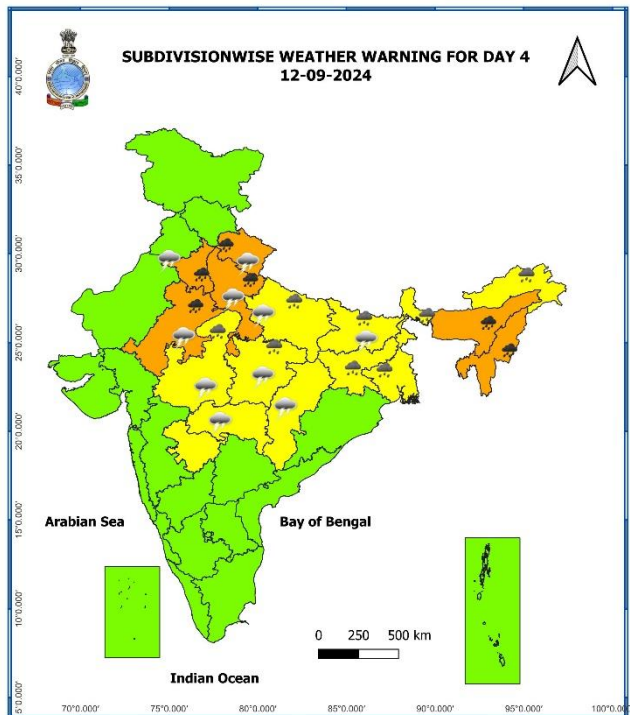 SUBDIVISIONWISE WEATHER WARNING FOR DAY 4
12-09-2024
40°0.000'
35°0.000'
30°0.000'
25°0.000'
20°0.000'
15°0.000'
10°0.000'
5°0.000'
Arabian Sea
Bay of Bengal
0 250 500 km
Indian Ocean
70°0.000' 75°0.000' 80°0.000' 85°0.000' 90°0.000' 95°0.000' 100°0.000'